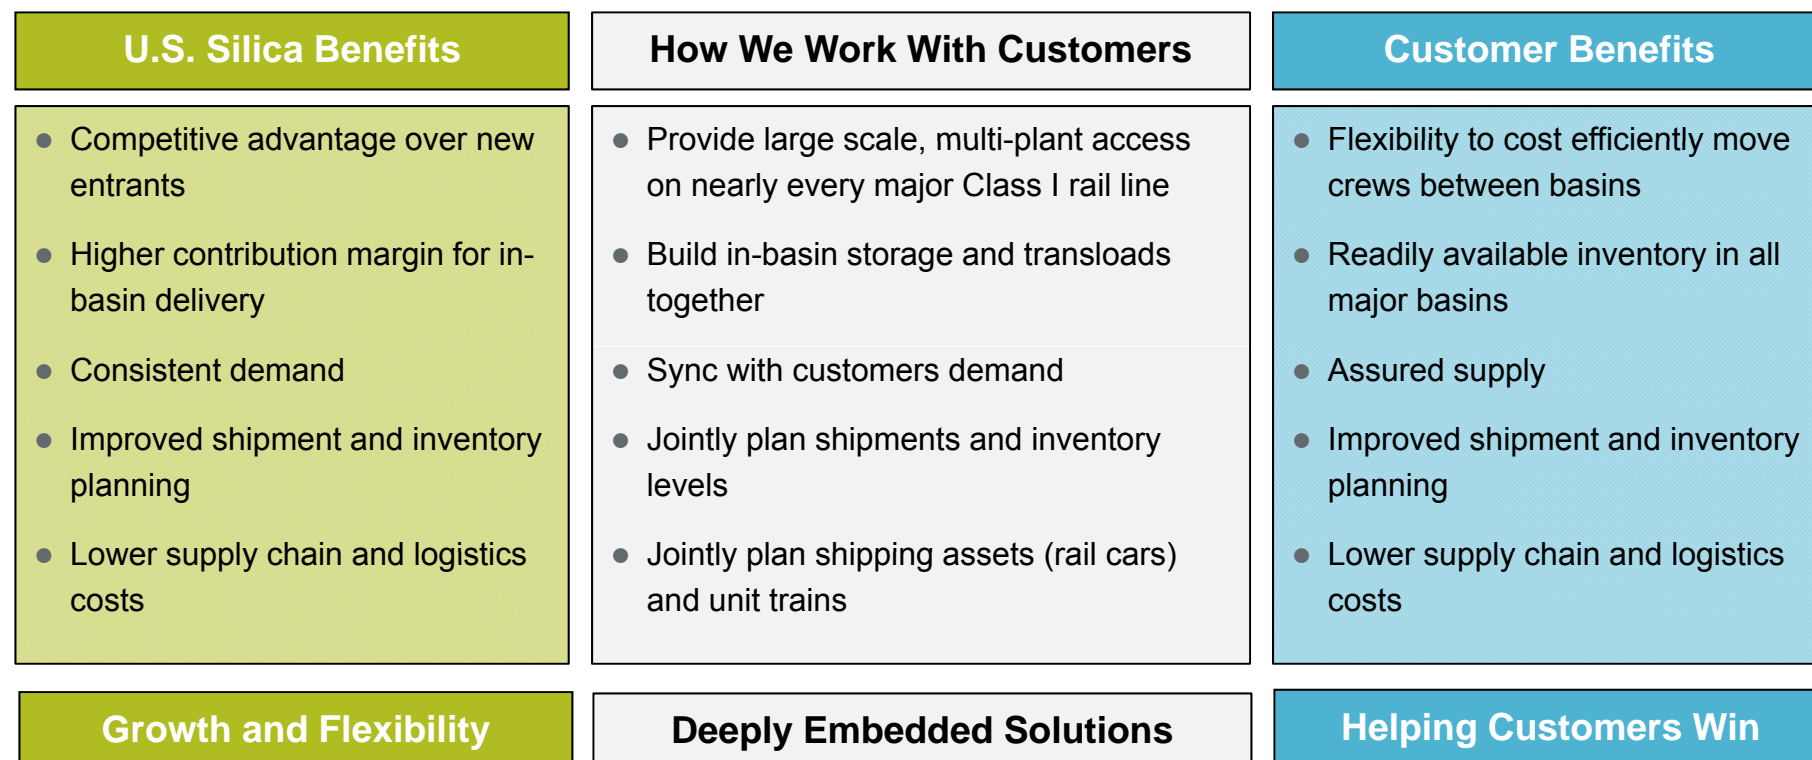 U.S. Silica Benefits
Competitive advantage over new
entrants
Higher contribution margin for in-
basin delivery
Consistent demand
Improved shipment and inventory
planning
Lower supply chain and logistics
costs
Growth and Flexibility
How We Work With Customers
Provide large scale, multi-plant access
on nearly every major Class I rail line
Build in-basin storage and transloads
together
Sync with customers demand
Jointly plan shipments and inventory
levels
Jointly plan shipping assets (rail cars)
and unit trains
Deeply Embedded Solutions
Customer Benefits
Flexibility to cost efficiently move
crews between basins
Readily available inventory in all
major basins
Assured supply
Improved shipment and inventory
planning
Lower supply chain and logistics
costs
Helping Customers Win